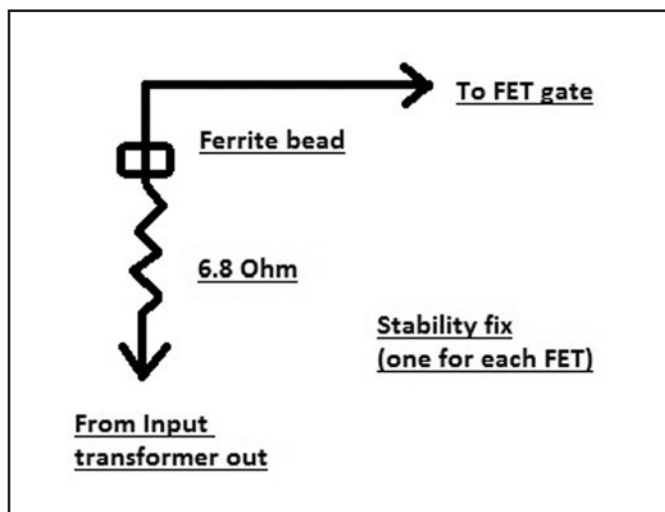 To FET gate
Ferrite bead
6.8 Ohm
Stability fix
(one for each FET)
From Input
transformer out